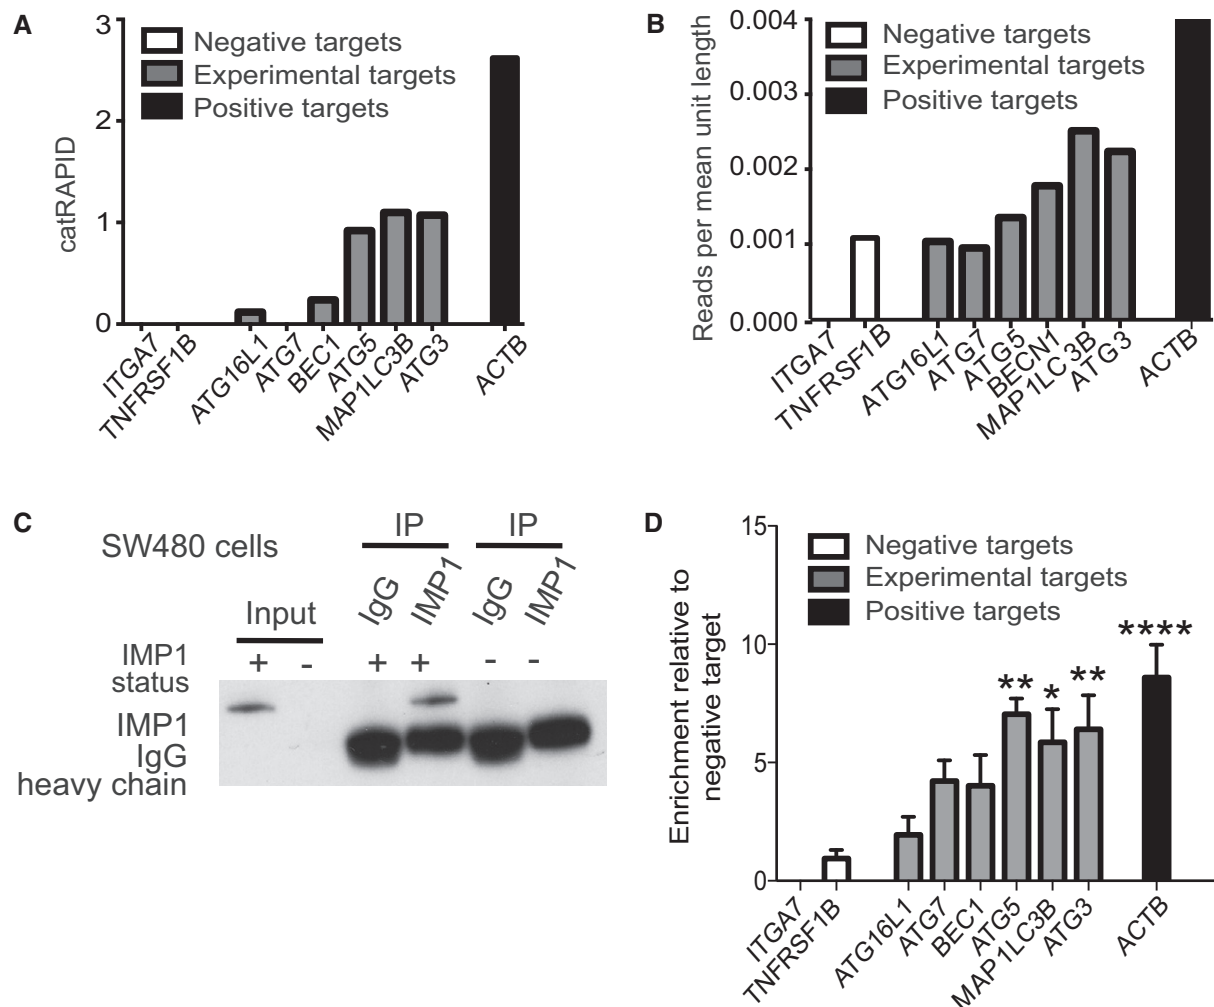 A
3
2
1
0
catRAPID
Negative targets
Experimental targets
Positive targets
ITGA7
TNFRSF1B
ATG16L1
ATG7
BEC1
ATG5
MAP1LC3B
ATG3
ACTB
B
0.004
0.003
0.002
0.001
0.000
Reads per mean unit length
Negative targets
Experimental targets
Positive targets
ITGA7
TNFRSF1B
ATG16L1
ATG7
ATG5
BECN1
MAP1LC3B
ATG3
ACTB
C
SW480 cells
IP IP
IgG IMP1 IgG IMP1
Input
IMP1 status
+ - + + - -
IMP1
IgG
heavy chain
D
15
10
5
0
Enrichment relative to
negative target
Negative targets
Experimental targets
Positive targets
** * ** ****
ITGA7
TNFRSF1B
ATG16L1
ATG7
BEC1
ATG5
MAP1LC3B
ATG3
ACTB